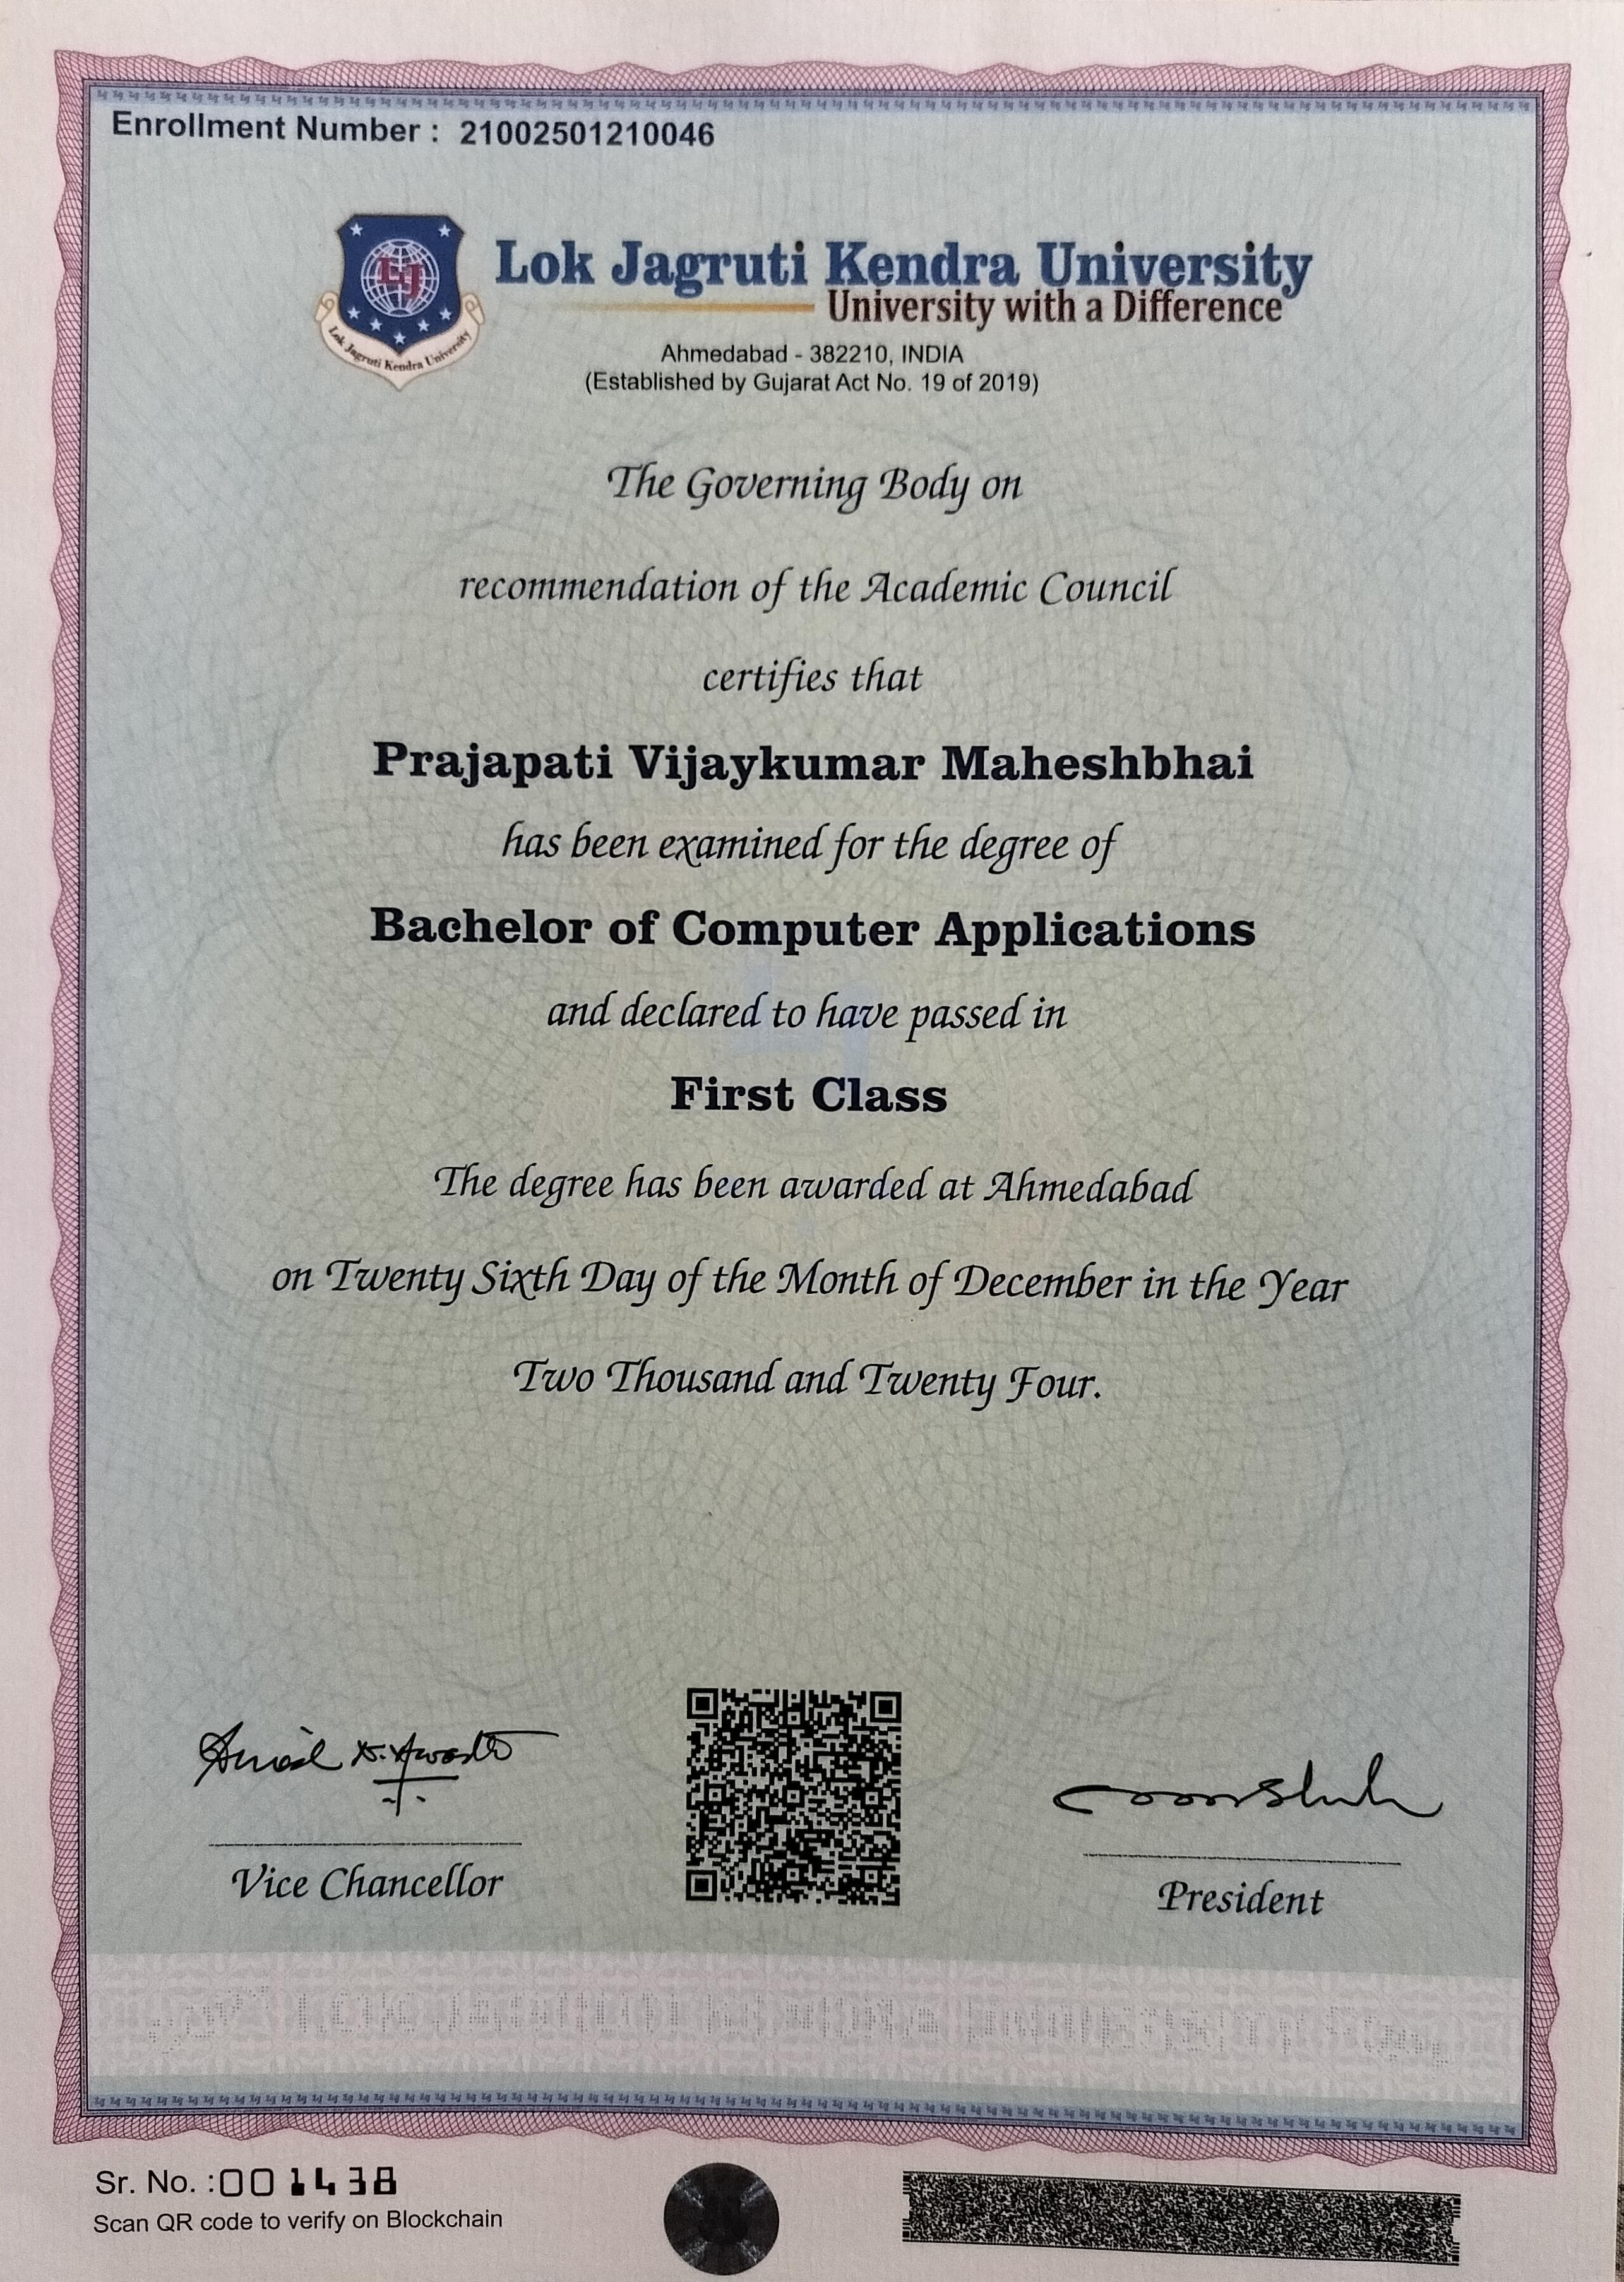 Enrollment Number : 21002501210046
LJ
Lok Jagruti Kendra University
Lok Jagruti Kendra University
University with a Difference
Ahmedabad - 382210, INDIA
(Established by Gujarat Act No. 19 of 2019)
The Governing Body on
recommendation of the Academic Council
certifies that
Prajapati Vijaykumar Maheshbhai
has been examined for the degree of
Bachelor of Computer Applications
and declared to have passed in
First Class
The degree has been awarded at Ahmedabad
on Twenty Sixth Day of the Month of December in the Year
Two Thousand and Twenty Four.
Vice Chancellor
President
Sr. No. :001438
Scan QR code to verify on Blockchain